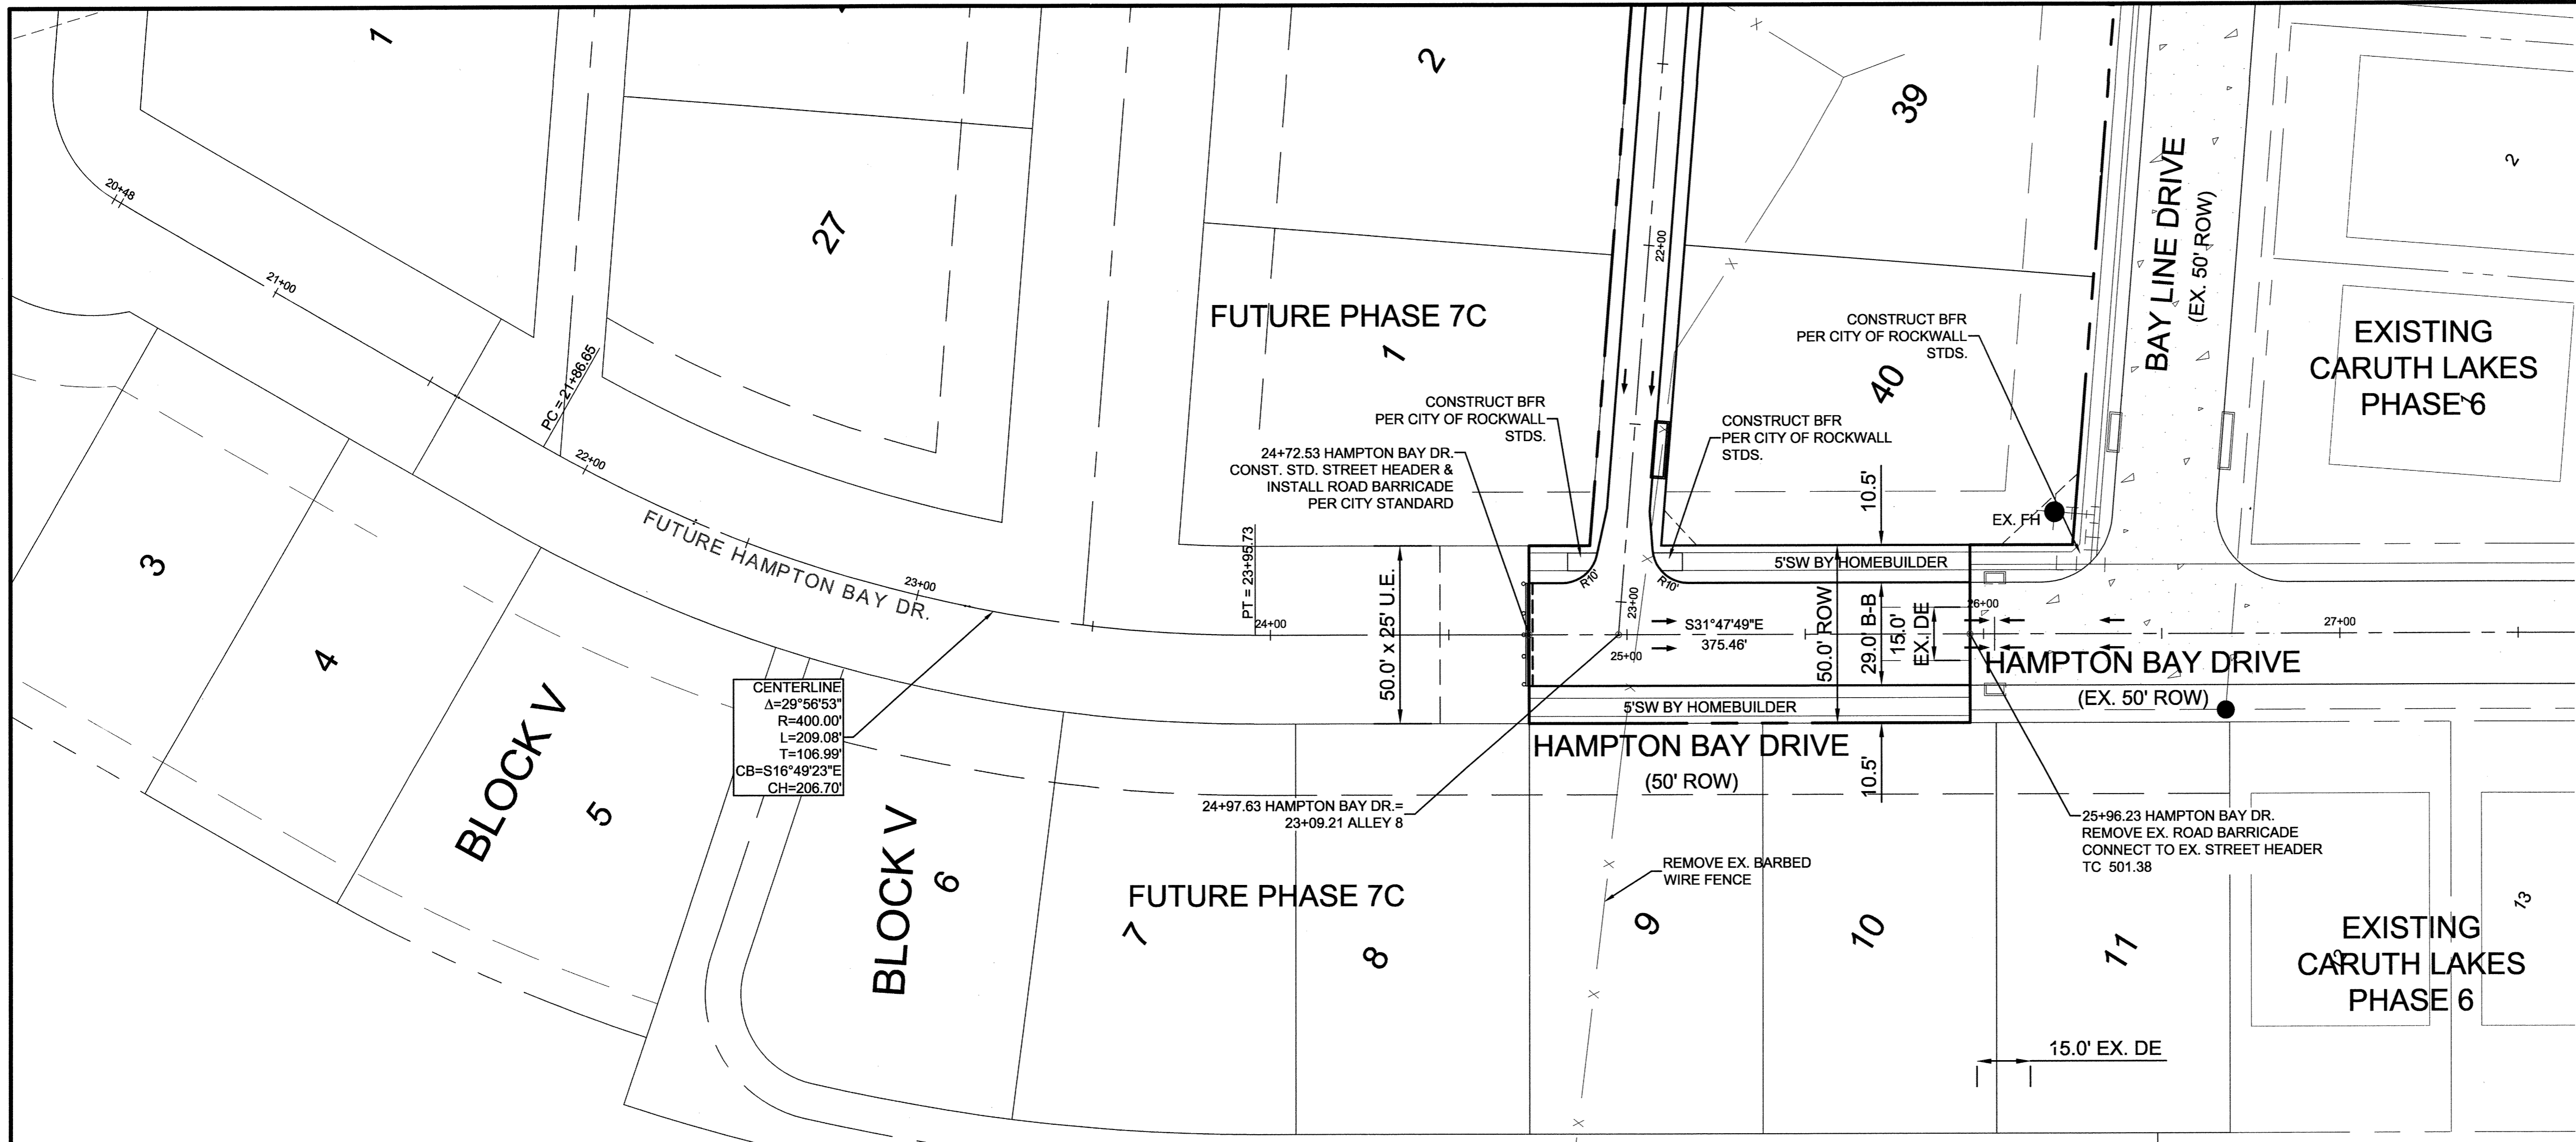 1
2
39
2
20+48
27
22+00
21+00
BAY LINE DRIVE
(EX. 50' ROW)
FUTURE PHASE 7C
1
CONSTRUCT BFR
PER CITY OF ROCKWALL
STDS.
EXISTING
CARUTH LAKES
PHASE 6
PC = 21+86.65
40
CONSTRUCT BFR
PER CITY OF ROCKWALL
STDS.
CONSTRUCT BFR
PER CITY OF ROCKWALL
STDS.
22+00
24+72.53 HAMPTON BAY DR.
CONST. STD. STREET HEADER &
INSTALL ROAD BARRICADE
PER CITY STANDARD
10.5'
EX. FH
FUTURE HAMPTON BAY DR.
3
PT = 23+95.73
5'SW BY HOMEBUILDER
R10'
R10'
23+00
50.0' x 25' U.E.
23+00
50.0' ROW
29.0' B-B
15.0'
EX. DE
26+00
24+00
S31°47'49"E
375.46'
25+00
27+00
HAMPTON BAY DRIVE
(EX. 50' ROW)
4
CENTERLINE
Δ=29°56'53"
R=400.00'
L=209.08'
T=106.99'
CB=S16°49'23"E
CH=206.70'
5'SW BY HOMEBUILDER
HAMPTON BAY DRIVE
(50' ROW)
10.5'
BLOCK V
5
24+97.63 HAMPTON BAY DR.=
23+09.21 ALLEY 8
25+96.23 HAMPTON BAY DR.
REMOVE EX. ROAD BARRICADE
CONNECT TO EX. STREET HEADER
TC 501.38
BLOCK V
6
REMOVE EX. BARBED
WIRE FENCE
FUTURE PHASE 7C
7
8
9
10
11
13
EXISTING
CARUTH LAKES
PHASE 6
15.0' EX. DE